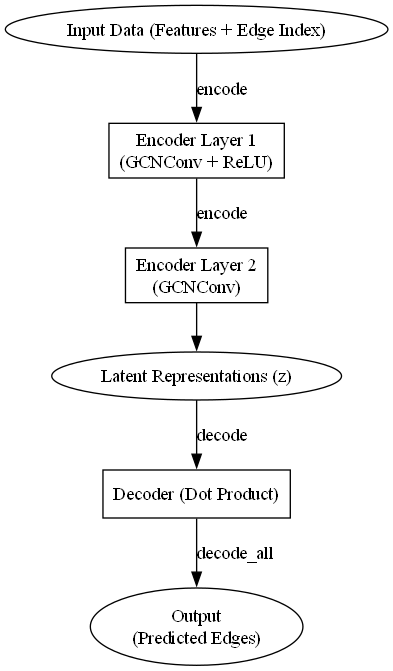 Input Data (Features + Edge Index)
encode
Encoder Layer 1
(GCNConv + ReLU)
encode
Encoder Layer 2
(GCNConv)
Latent Representations (z)
decode
Decoder (Dot Product)
decode_all
Output
(Predicted Edges)